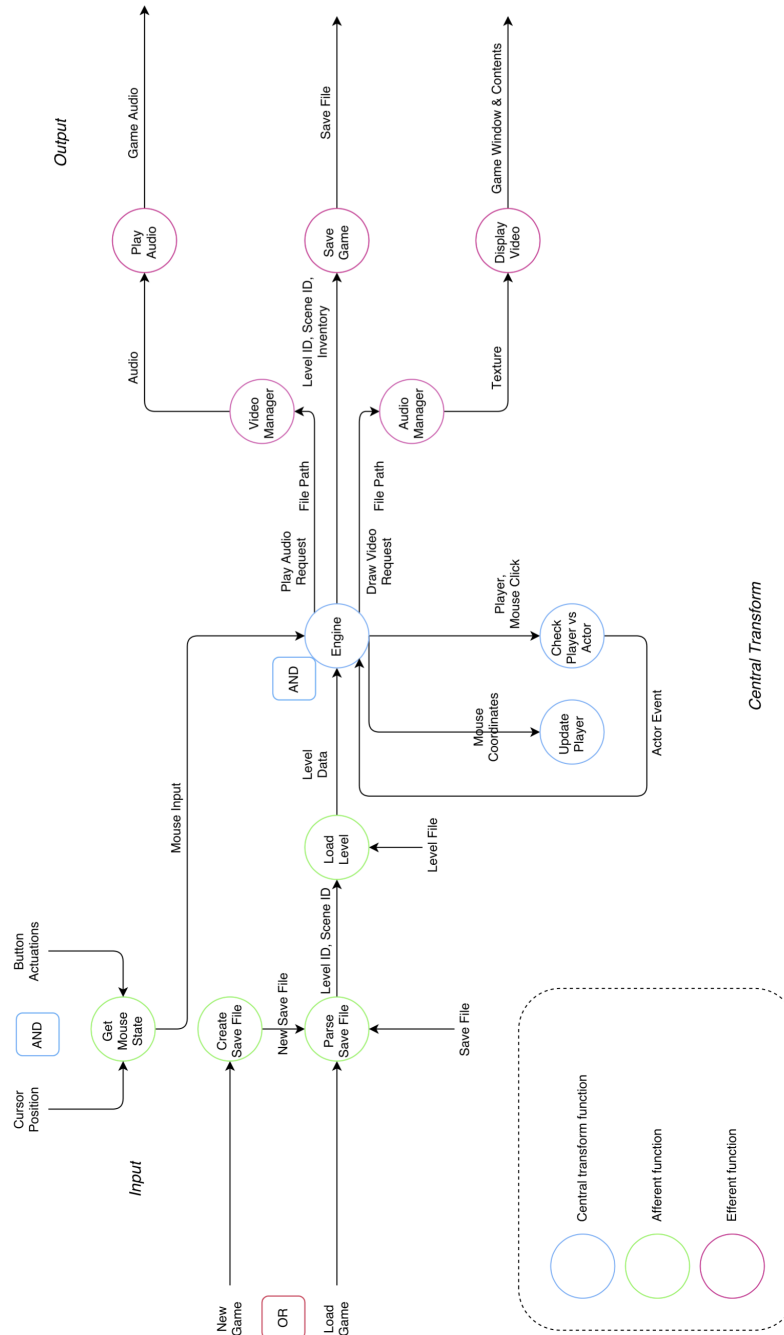 Output
Game Audio
Save File
Game Window & Contents
Play
Audio
Save
Game
Display
Video
Audio
Level ID, Scene ID,
Inventory
Texture
Video
Manager
Audio
Manager
File Path
File Path
Play Audio
Request
Draw Video
Request
Player,
Mouse Click
AND
Engine
Check
Player vs
Actor
Mouse
Coordinates
Update
Player
Actor Event
Central Transform
Mouse Input
Level
Data
Load
Level
Level File
Level ID, Scene ID
Button
Actuations
AND
Get
Mouse
State
Cursor
Position
Create
Save File
New Save File
Parse
Save File
Save File
Input
New
Game
OR
Load
Game
Central transform function
Afferent function
Efferent function